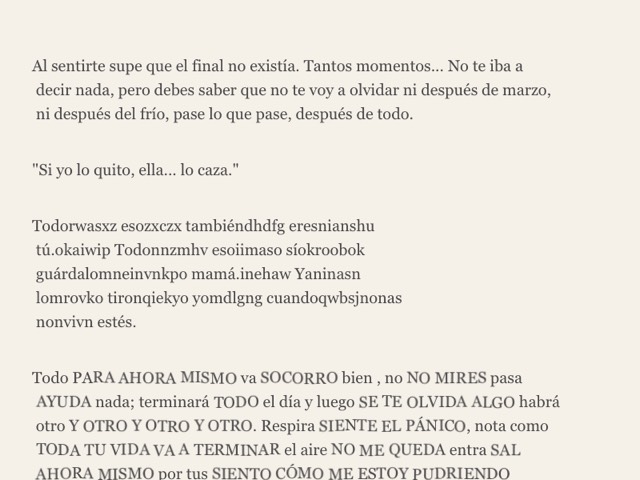 Al sentirte supe que el final no existía. Tantos momentos... No te iba a
decir nada, pero debes saber que no te voy a olvidar ni después de marzo,
ni después del frío, pase lo que pase, después de todo.
"Si yo lo quito, ella... lo caza."
Todorwasxz esozxczx tambiéndhdfg eresnianshu
tú.okaiwip Todonnzmhv esoiimaso síokroobok
guárdalomneinvnkpo mamá.inehaw Yaninasn
lomrovko tironqiekyo yomdlgng cuandoqwbsjnonas
nonvivn estés.
Todo PARA AHORA MISMO va SOCORRO bien , no NO MIRES pasa
AYUDA nada; terminará TODO el día y luego SE TE OLVIDA ALGO habrá
otro Y OTRO Y OTRO Y OTRO. Respira SIENTE EL PÁNICO, nota como
TODA TU VIDA VA A TERMINAR el aire NO ME QUEDA entra SAL
AHORA MISMO por tus SIENTO CÓMO ME ESTOY PUDRIENDO